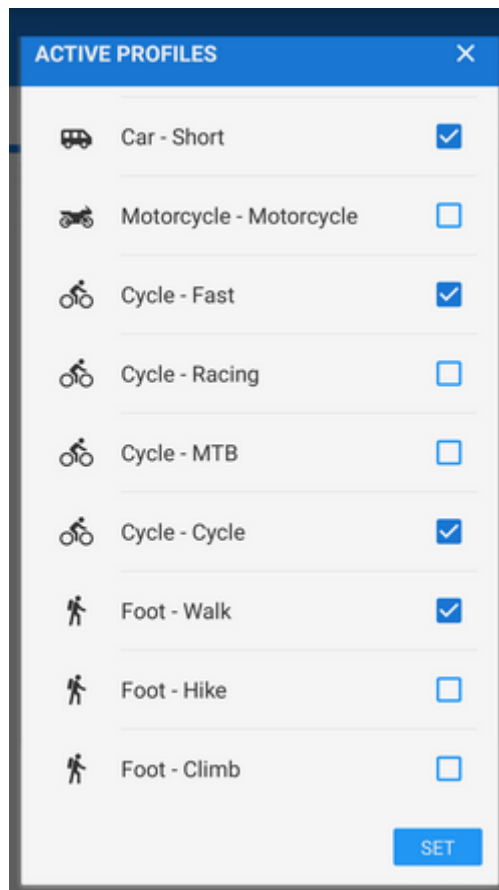 ACTIVE PROFILES
Car - Short
Motorcycle - Motorcycle
Cycle - Fast
Cycle - Racing
Cycle - MTB
Cycle - Cycle
Foot - Walk
Foot - Hike
Foot - Climb
SET